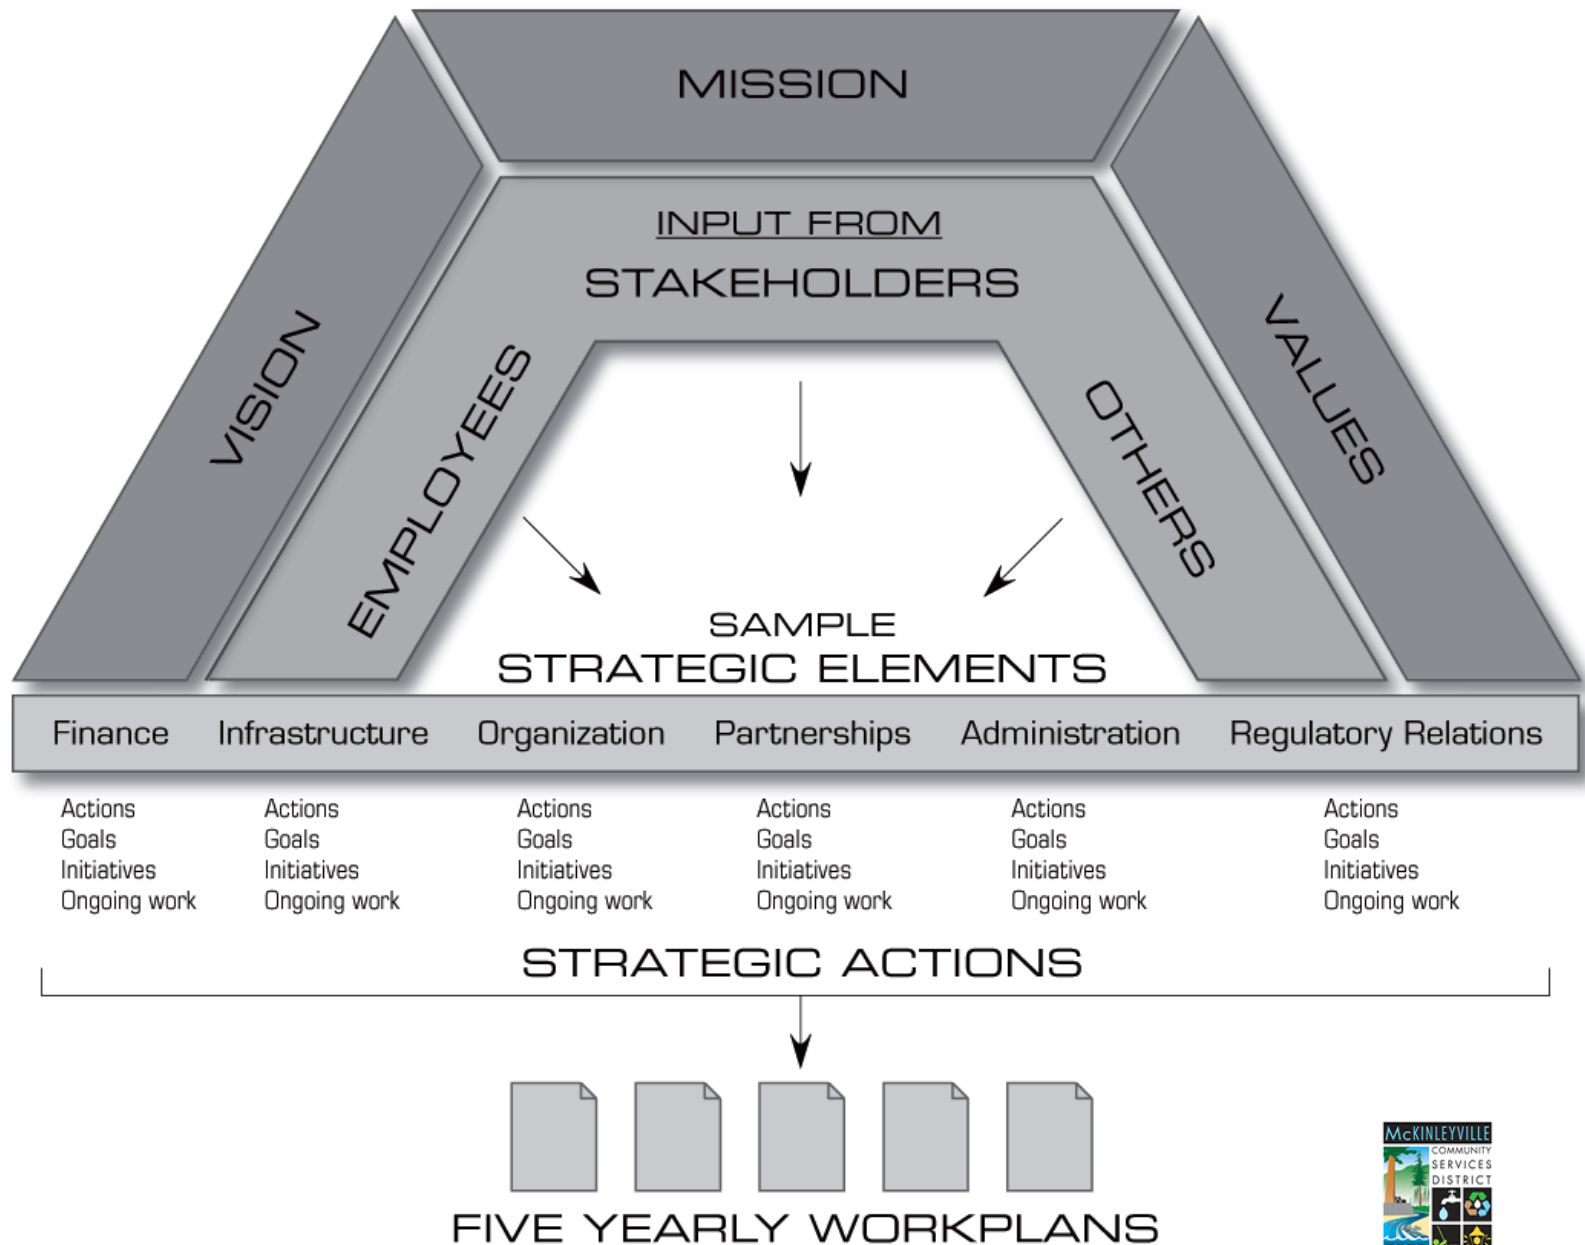 MISSION
INPUT FROM
STAKEHOLDERS
VISION
EMPLOYEES
OTHERS
VALUES
SAMPLE
STRATEGIC ELEMENTS
Finance Infrastructure Organization Partnerships Administration Regulatory Relations
Actions Actions Actions Actions Actions Actions
Goals Goals Goals Goals Goals Goals
Initiatives Initiatives Initiatives Initiatives Initiatives Initiatives
Ongoing work Ongoing work Ongoing work Ongoing work Ongoing work Ongoing work
STRATEGIC ACTIONS
FIVE YEARLY WORKPLANS
McKINLEYVILLE
COMMUNITY
SERVICES
DISTRICT